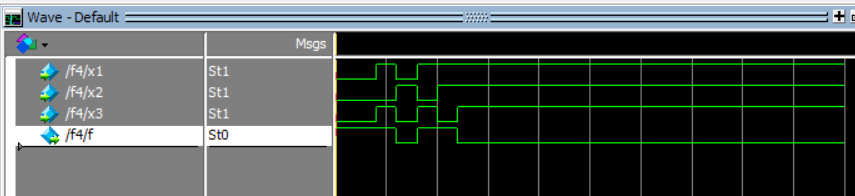 Wave - Default
Msgs
/f4/x1 St1
/f4/x2 St1
/f4/x3 St1
/f4/f St0